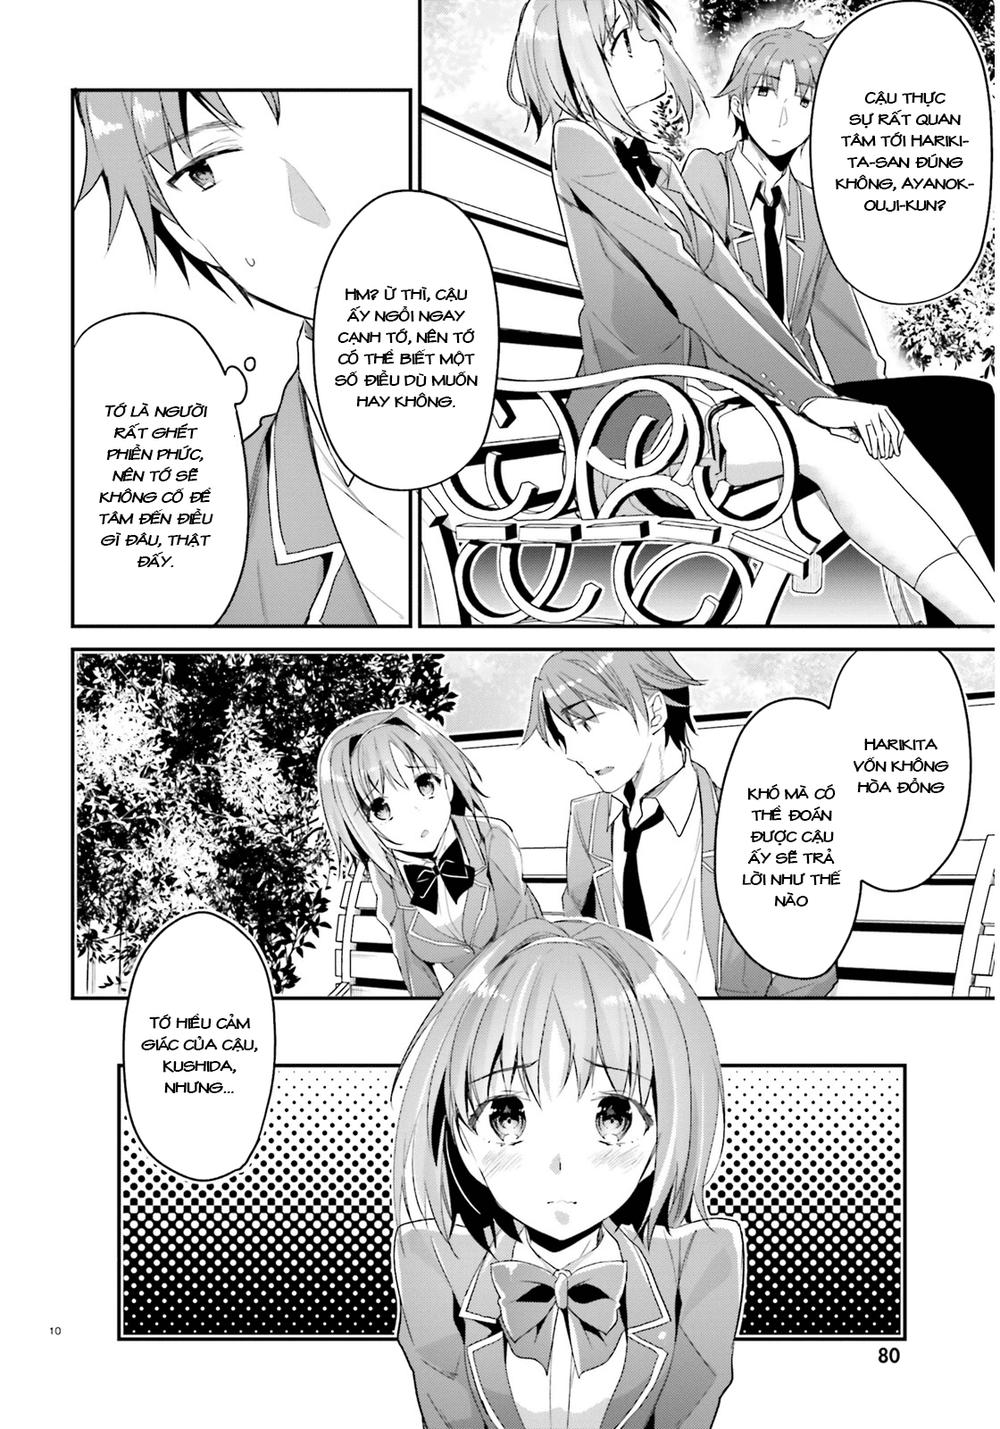 CẬU THỰC
SỰ RẤT QUAN
TÂM TỚI HARIKI-
TA-SAN ĐÚNG
KHÔNG, AYANOK-
OUJI-KUN?
HM? Ừ THÌ, CẬU
ẤY NGỒI NGAY
CẠNH TỚ, NÊN TỚ
CÓ THỂ BIẾT MỘT
SỐ ĐIỀU DÙ MUỐN
HAY KHÔNG.
TỚ LÀ NGƯỜI
RẤT GHÉT
PHIỀN PHỨC,
NÊN TỚ SẼ
KHÔNG CỐ ĐỂ
TÂM ĐẾN ĐIỀU
GÌ ĐÂU, THẬT
ĐẤY.
HARIKITA
VỐN KHÔNG
HÒA ĐỒNG
KHÓ MÀ CÓ
THỂ ĐOÁN
ĐƯỢC CẬU
ẤY SẼ TRẢ
LỜI NHƯ THẾ
NÀO
TỚ HIỂU CẢM
GIÁC CỦA CẬU,
KUSHIDA,
NHƯNG...
10
80